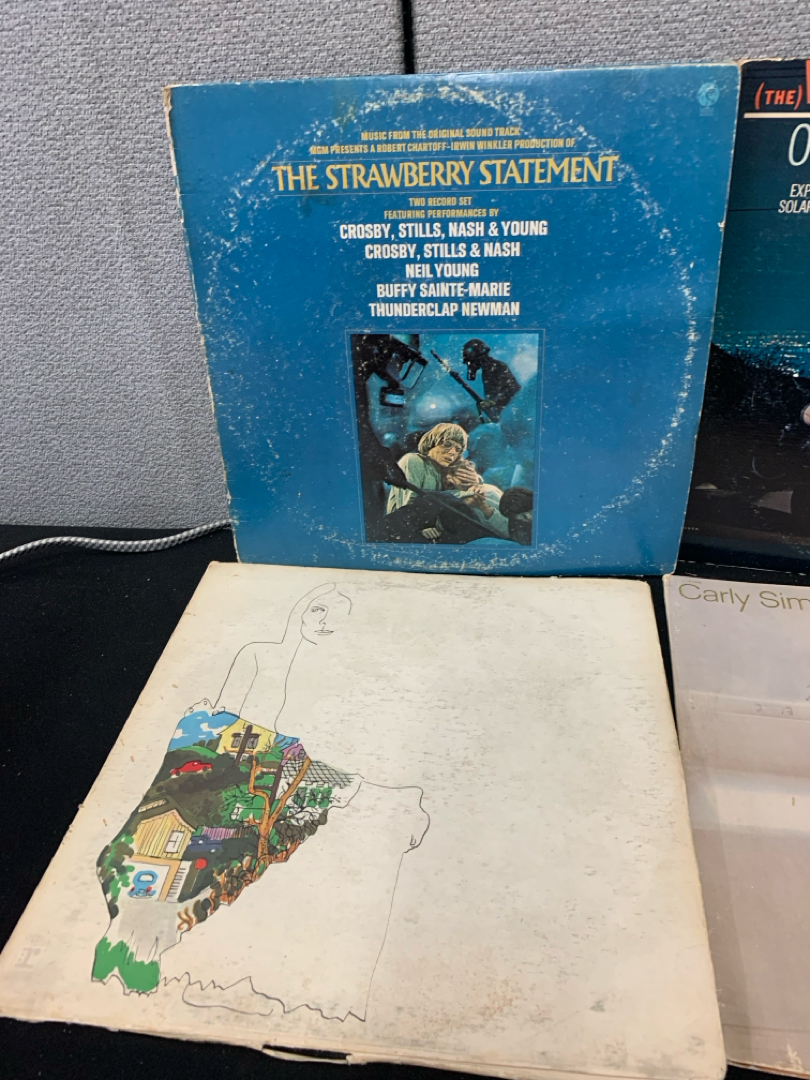 MUSIC FROM THE ORIGINAL SOUND TRACK
MGM PRESENTS A ROBERT CHARTOFF-IRWIN WINKLER PRODUCTION OF
THE STRAWBERRY STATEMENT
TWO RECORD SET
FEATURING PERFORMANCES BY
CROSBY, STILLS, NASH & YOUNG
CROSBY, STILLS & NASH
NEIL YOUNG
BUFFY SAINTE-MARIE
THUNDERCLAP NEWMAN
(THE)
EXP
SOLAR
Carly Sim